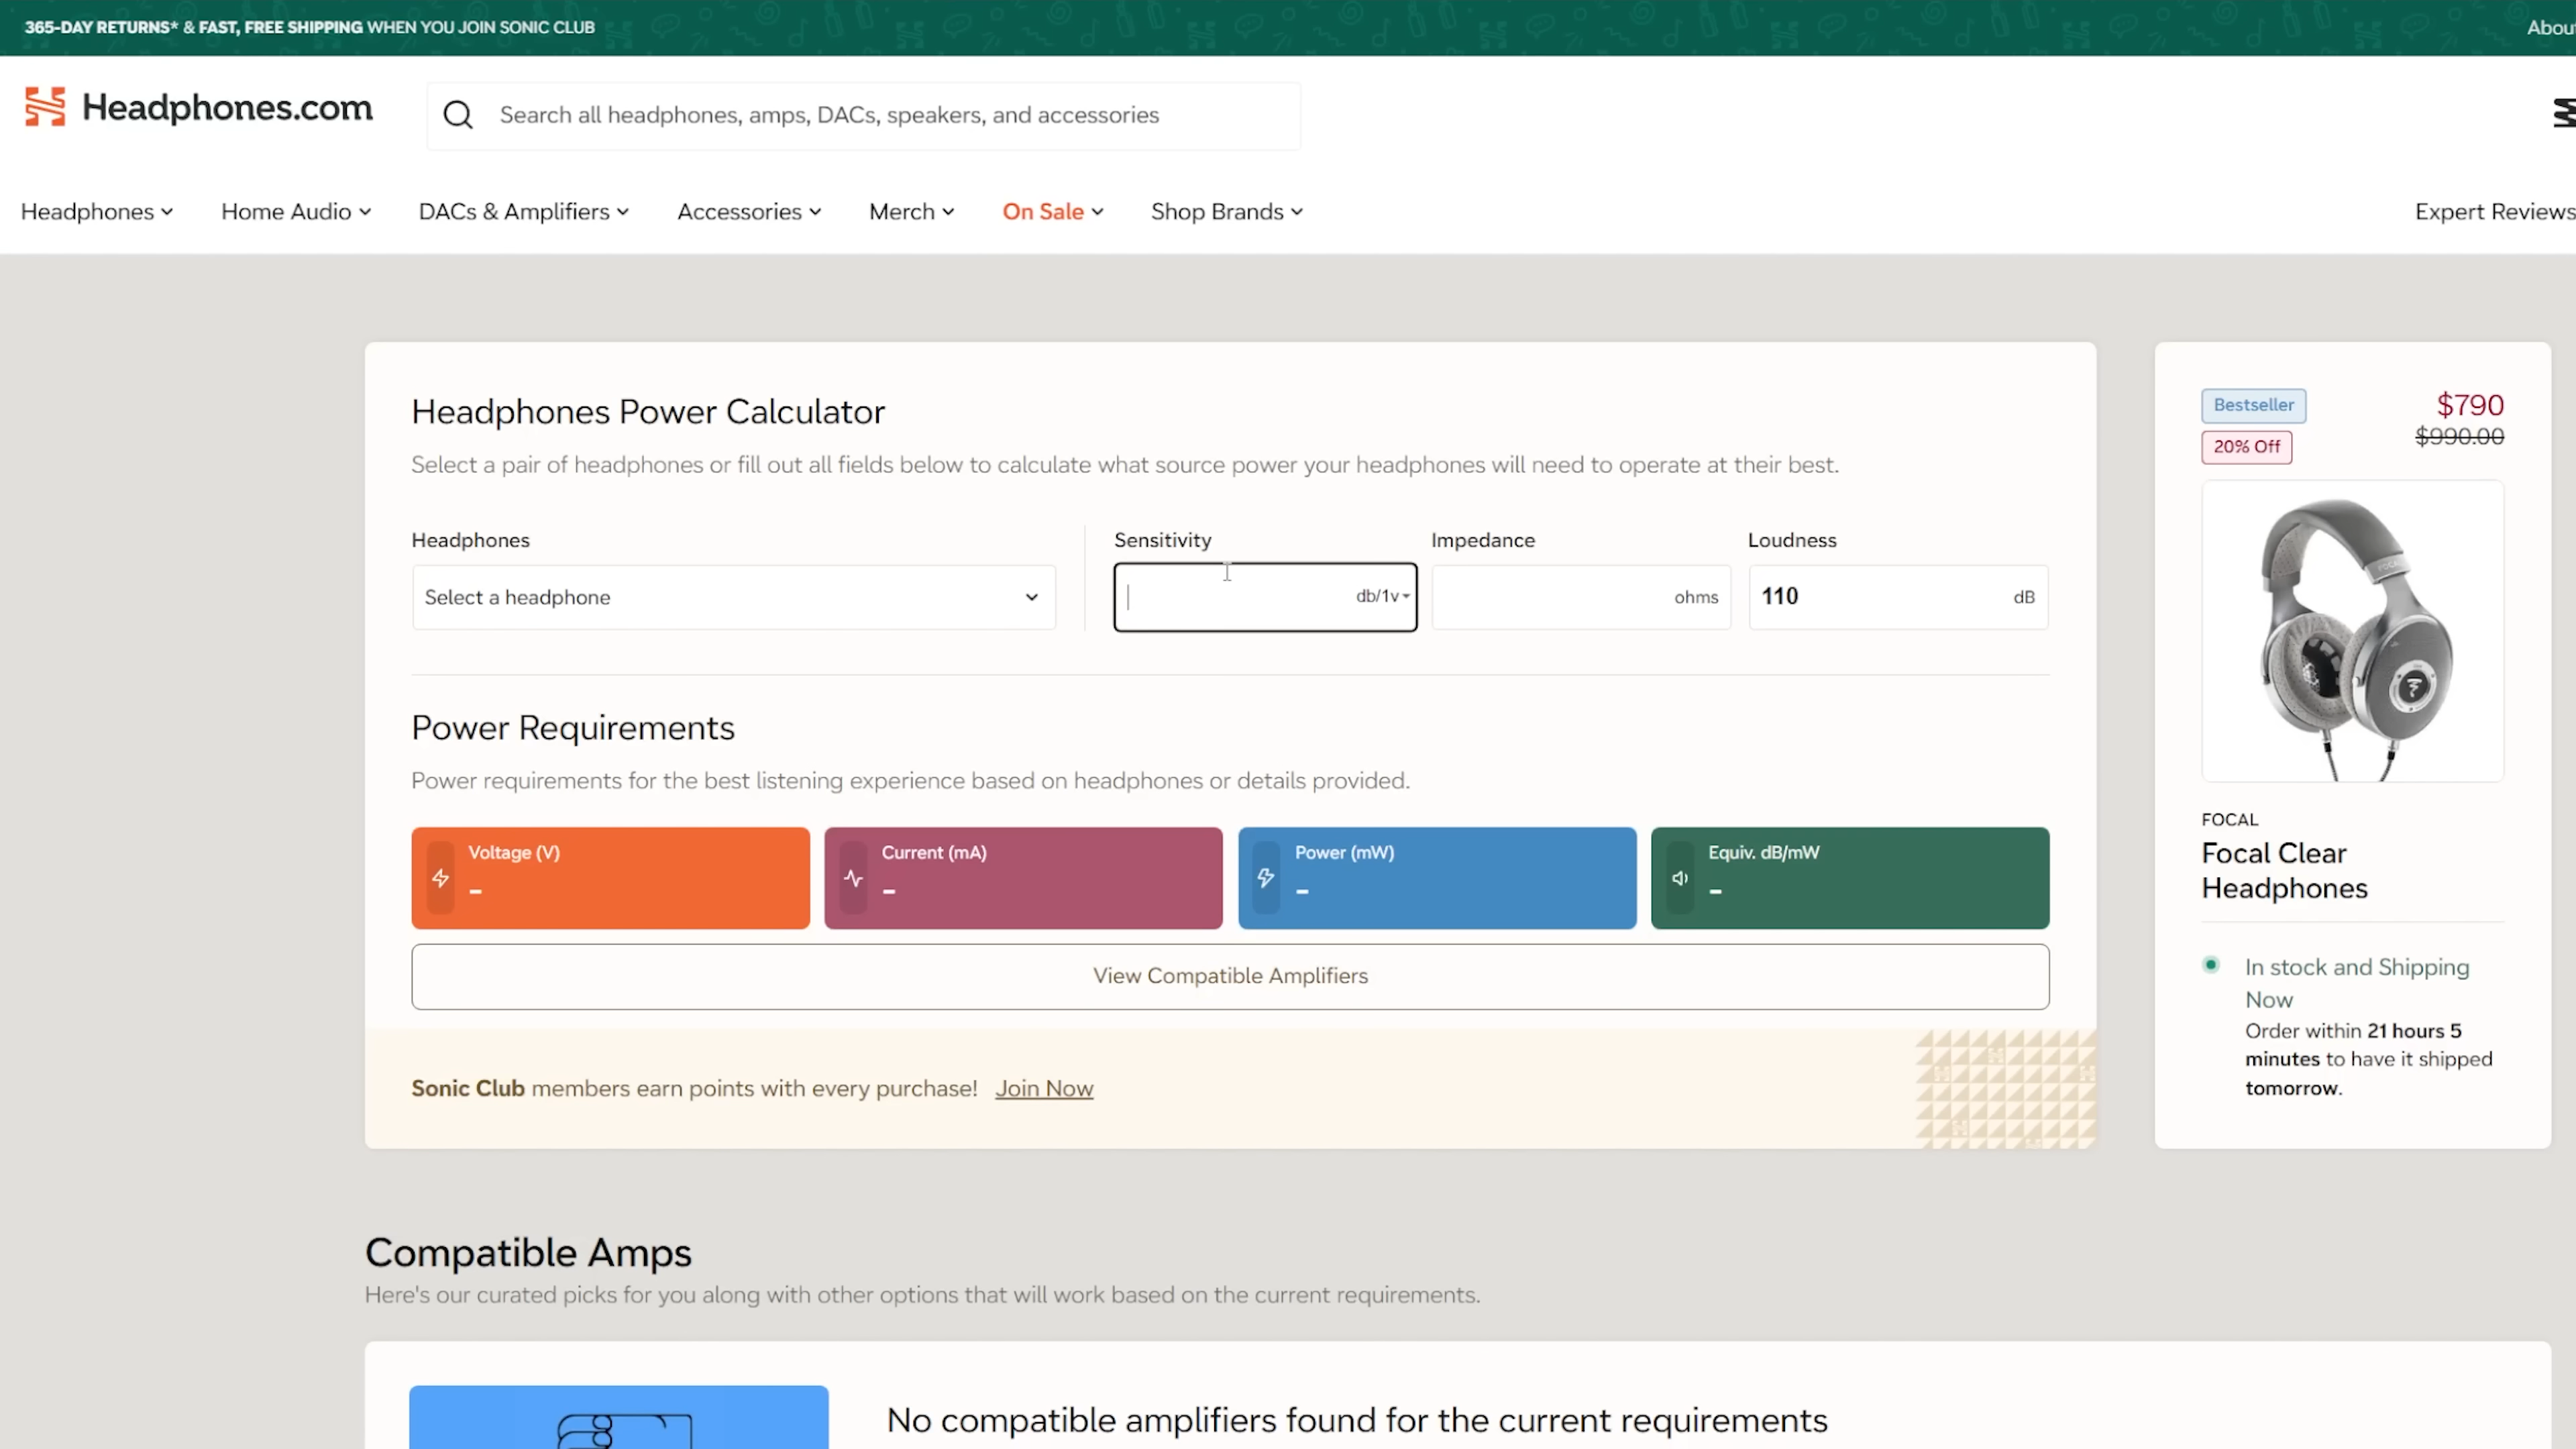 365-DAY RETURNS* & FAST, FREE SHIPPING WHEN YOU JOIN SONIC CLUB
Headphones.com
Search all headphones, amps, DACs, speakers, and accessories
Headphones
Home Audio
DACs & Amplifiers
Accessories
Merch
On Sale
Shop Brands
Expert Reviews
Headphones Power Calculator
Select a pair of headphones or fill out all fields below to calculate what source power your headphones will need to operate at their best.
Headphones
Sensitivity
Impedance
Loudness
Select a headphone
db/1v
ohms
110
dB
Power Requirements
Power requirements for the best listening experience based on headphones or details provided.
Voltage (V)
–
Current (mA)
–
Power (mW)
–
Equiv. dB/mW
–
View Compatible Amplifiers
Sonic Club members earn points with every purchase! Join Now
Bestseller
20% Off
$790
$990.00
FOCAL
Focal Clear
Headphones
In stock and Shipping
Now
Order within 21 hours 5
minutes to have it shipped
tomorrow.
Compatible Amps
Here's our curated picks for you along with other options that will work based on the current requirements.
No compatible amplifiers found for the current requirements